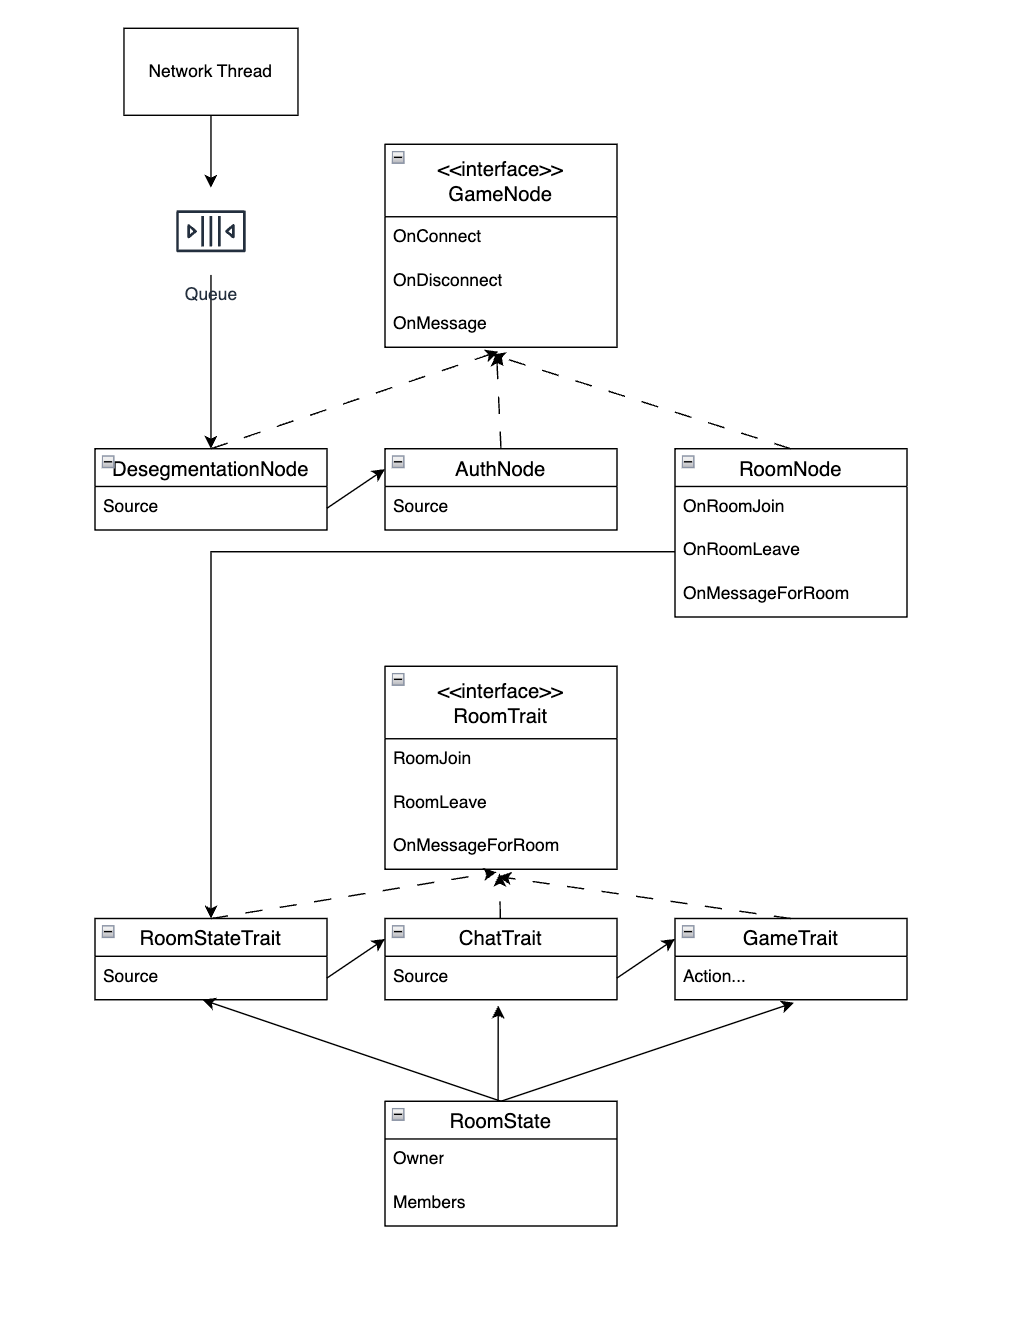 Network Thread
<<interface>>
GameNode
OnConnect
OnDisconnect
OnMessage
Queue
DesegmentationNode
Source
AuthNode
Source
RoomNode
OnRoomJoin
OnRoomLeave
OnMessageForRoom
<<interface>>
RoomTrait
RoomJoin
RoomLeave
OnMessageForRoom
RoomStateTrait
Source
ChatTrait
Source
GameTrait
Action...
RoomState
Owner
Members